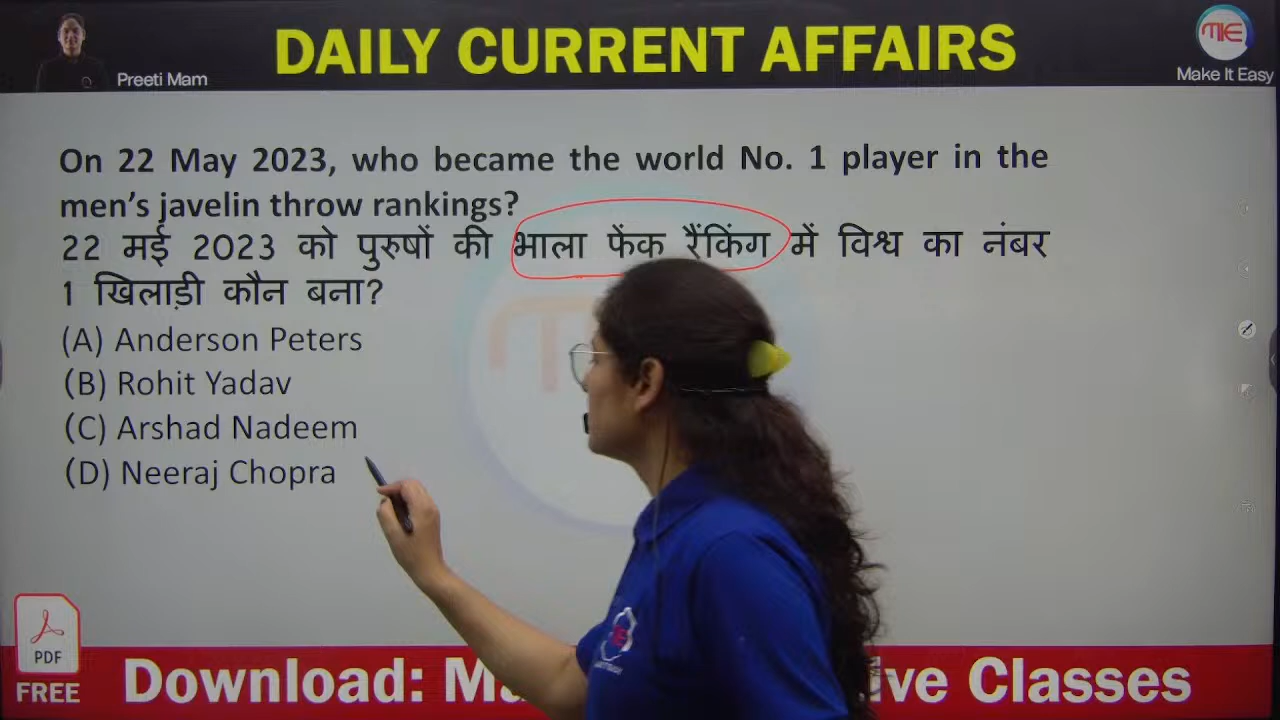 DAILY CURRENT AFFAIRS
Preeti Mam
MIE
Make It Easy
On 22 May 2023, who became the world No. 1 player in the
men’s javelin throw rankings?
22 मई 2023 को पुरुषों की भाला फेंक रैंकिंग में विश्व का नंबर
1 खिलाड़ी कौन बना?
(A) Anderson Peters
(B) Rohit Yadav
(C) Arshad Nadeem
(D) Neeraj Chopra
PDF
FREE
Download: Classes